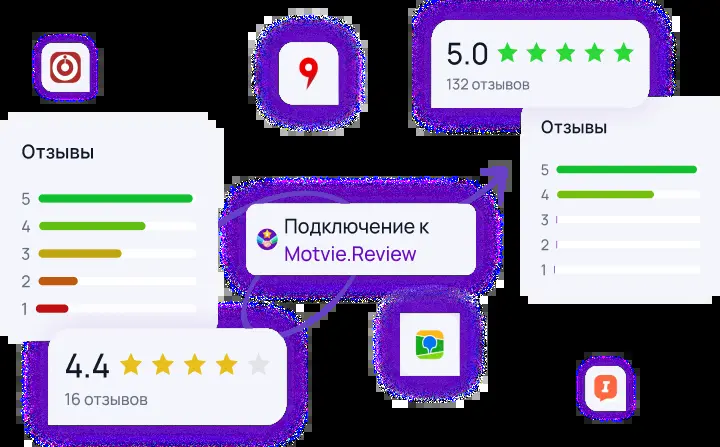 5.0
132 отзывов
Отзывы
5
4
3
2
1
Отзывы
5
4
3
2
1
Подключение к
Motvie.Review
4.4
16 отзывов